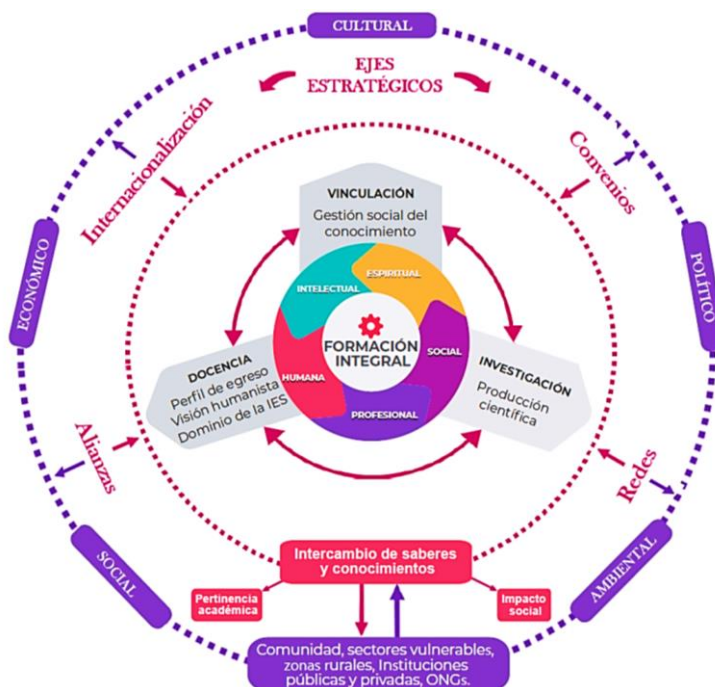 CULTURAL
EJES
ESTRATÉGICOS
Internacionalización
Convenios
ECONÓMICO
POLÍTICO
VINCULACIÓN
Gestión social del
conocimiento
ESPIRITUAL
INTELECTUAL
FORMACIÓN
INTEGRAL
SOCIAL
HUMANA
PROFESIONAL
DOCENCIA
Perfil de egreso
Visión humanista
Dominio de la IES
INVESTIGACIÓN
Producción
científica
Alianzas
Redes
SOCIAL
AMBIENTAL
Intercambio de saberes
y conocimientos
Pertinencia
académica
Impacto
social
Comunidad, sectores vulnerables,
zonas rurales, Instituciones
públicas y privadas, ONGs.